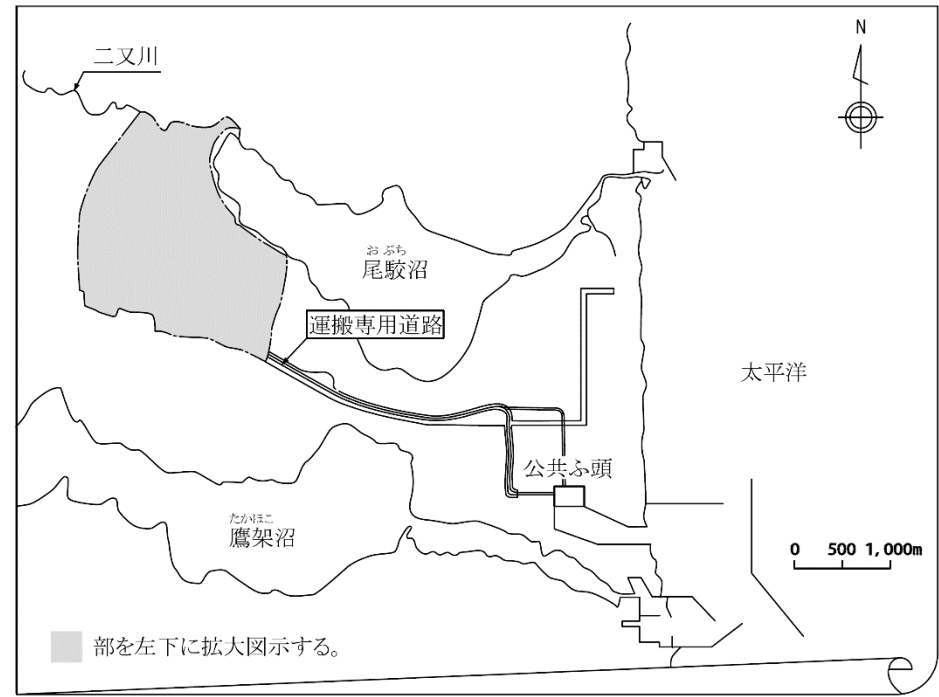 二又川
N
おぶち
尾駮沼
運搬専用道路
太平洋
公共ふ頭
たかほこ
鷹架沼
0 500 1,000m
部を左下に拡大図示する。